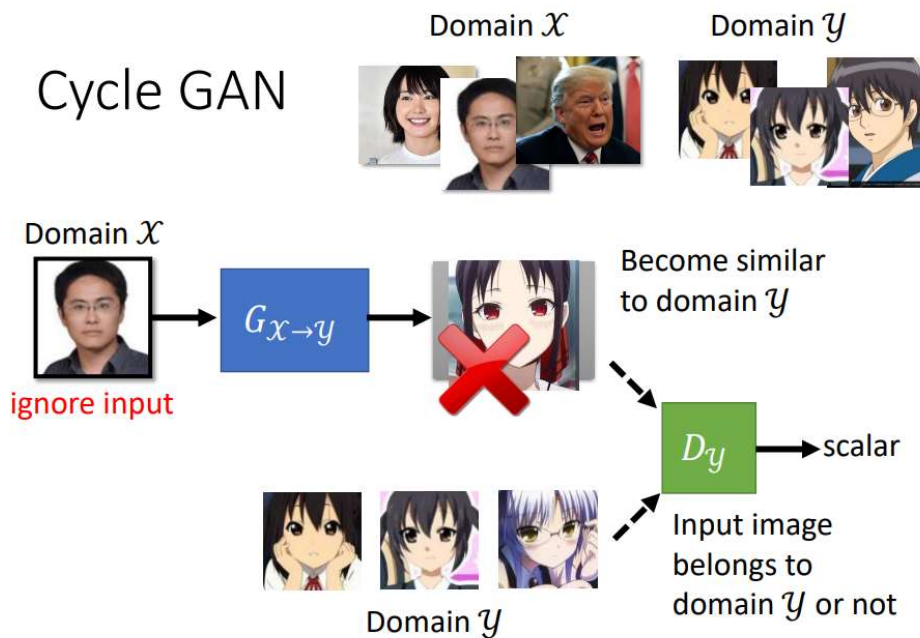 Cycle GAN
Domain 𝒳
Domain 𝒴
Domain 𝒳
G𝒳→𝒴
Become similar
to domain 𝒴
ignore input
D𝒴
scalar
Input image
belongs to
domain 𝒴 or not
Domain 𝒴